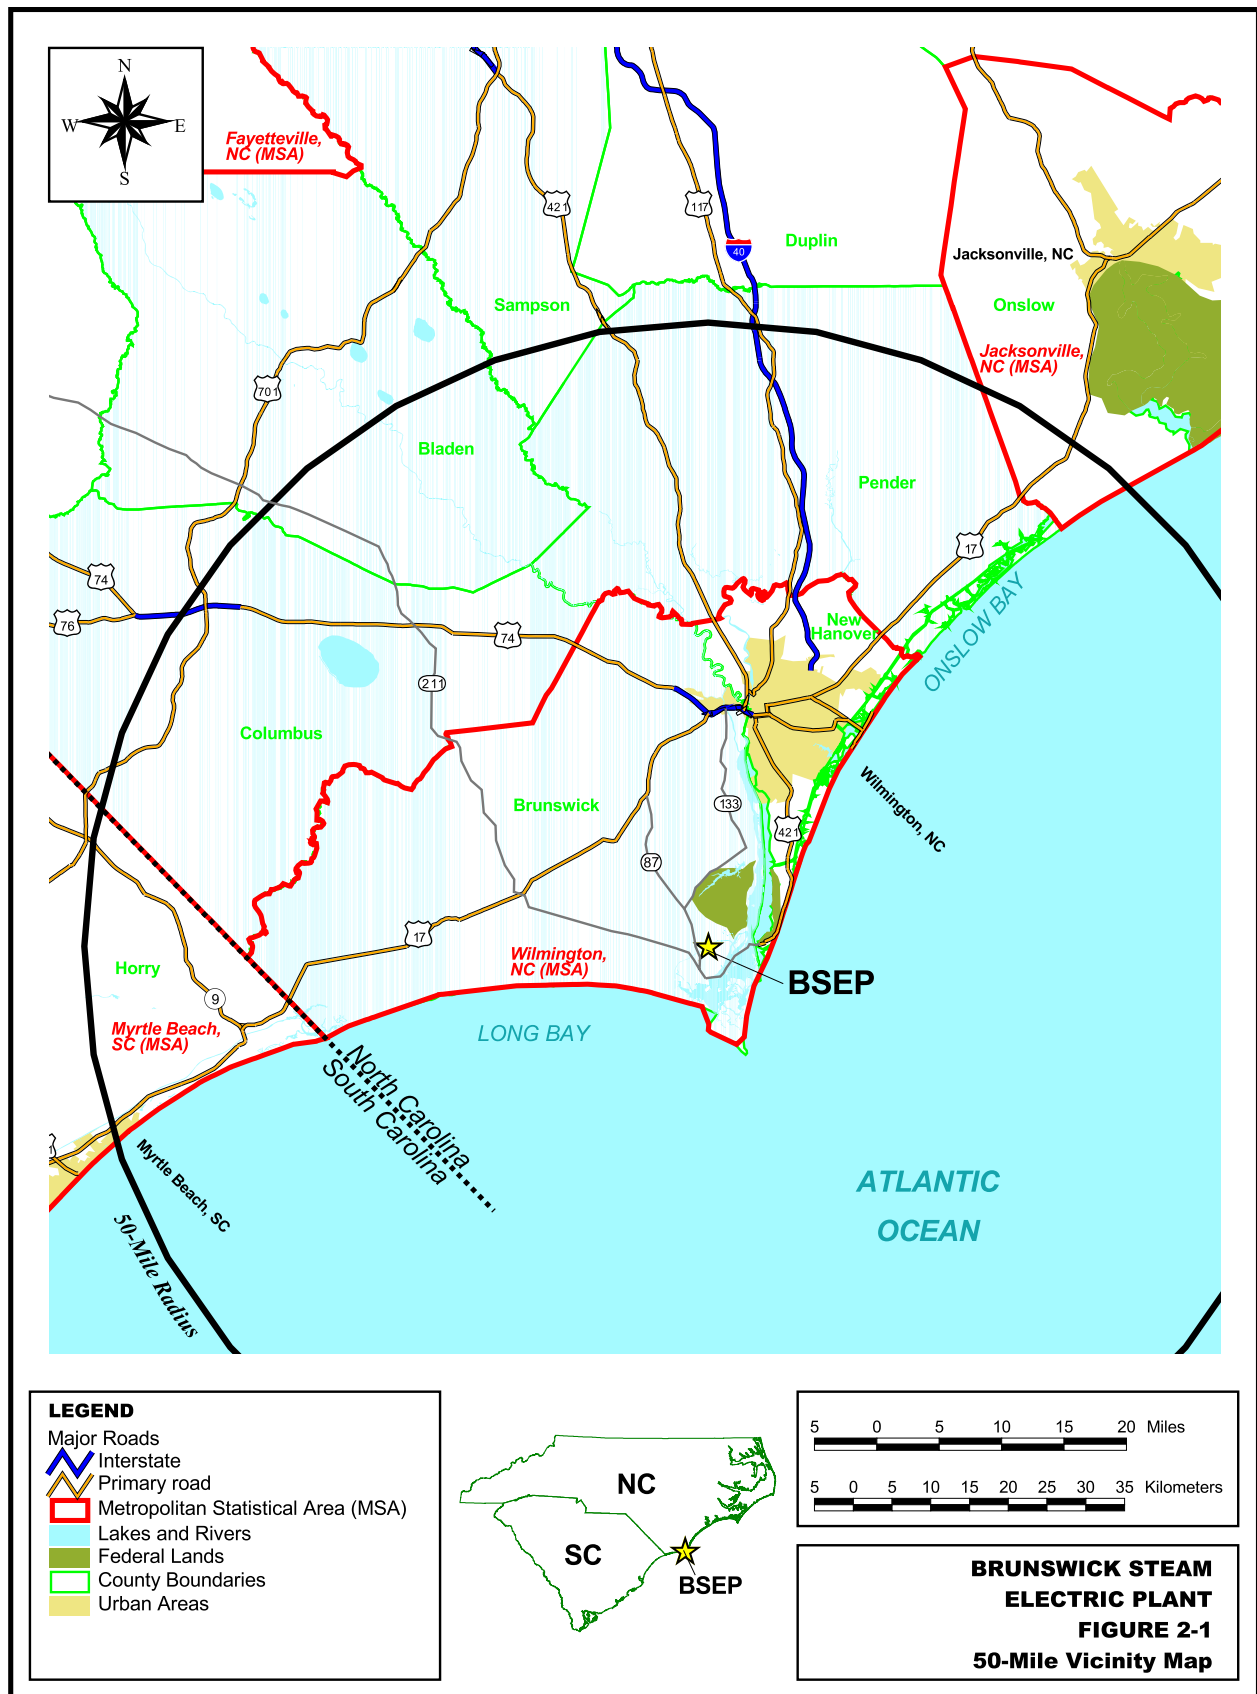 N
W
E
S
Fayetteville,
NC (MSA)
421
117
40
Duplin
Jacksonville, NC
Sampson
Onslow
Jacksonville,
NC (MSA)
701
Bladen
Pender
17
74
76
74
New
Hanover
ONSLOW BAY
211
Columbus
Brunswick
133
421
Wilmington, NC
87
17
Wilmington,
NC (MSA)
BSEP
Horry
9
Myrtle Beach,
SC (MSA)
LONG BAY
North Carolina
South Carolina
Myrtle Beach, SC
50-Mile Radius
ATLANTIC
OCEAN
LEGEND
Major Roads
Interstate
Primary road
Metropolitan Statistical Area (MSA)
Lakes and Rivers
Federal Lands
County Boundaries
Urban Areas
NC
SC
BSEP
5 0 5 10 15 20 Miles
5 0 5 10 15 20 25 30 35 Kilometers
BRUNSWICK STEAM
ELECTRIC PLANT
FIGURE 2-1
50-Mile Vicinity Map